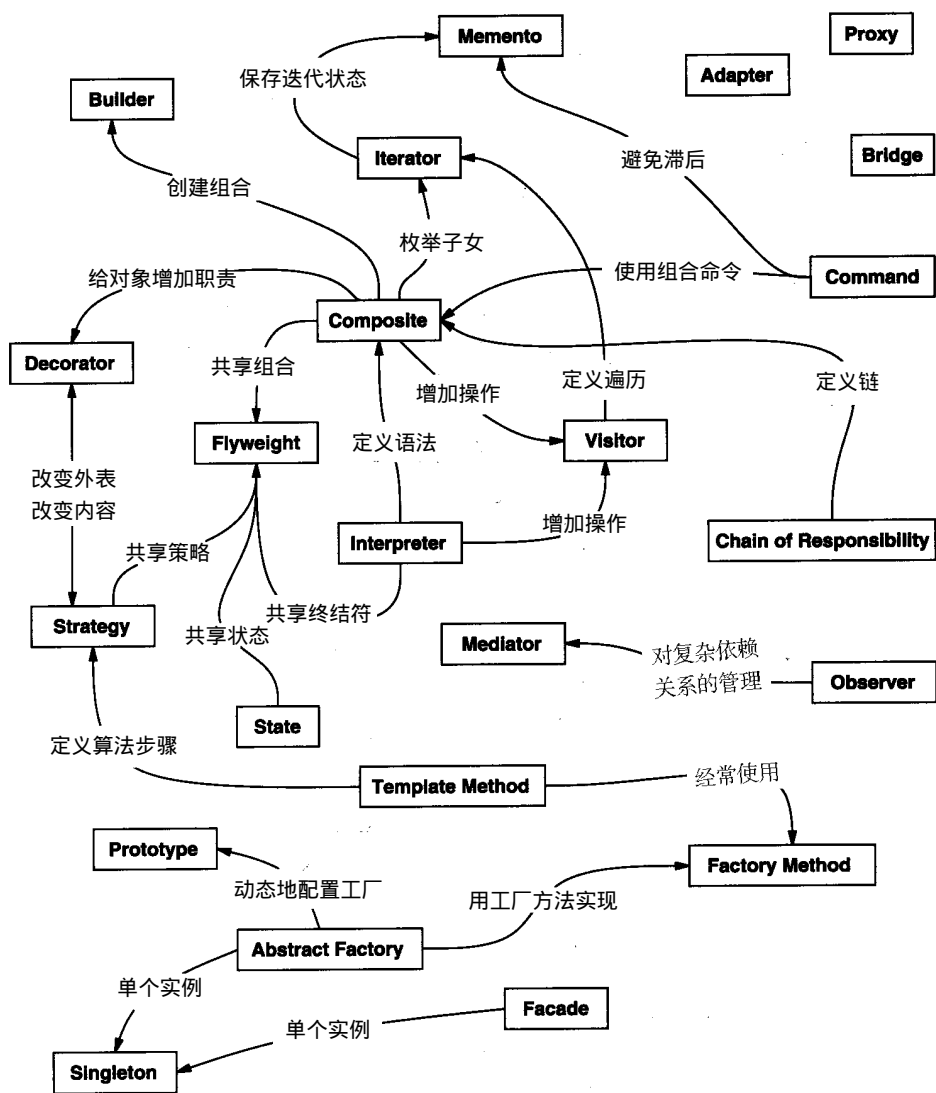 Memento
Proxy
Adapter
保存迭代状态
Builder
Iterator
避免滞后
Bridge
创建组合
枚举子女
给对象增加职责
使用组合命令
Command
Composite
Decorator
共享组合
增加操作
定义遍历
定义链
Flyweight
定义语法
Visitor
改变外表
改变内容
增加操作
共享策略
Interpreter
Chain of Responsibility
Strategy
共享状态
共享终结符
Mediator
对复杂依赖
关系的管理
Observer
State
定义算法步骤
Template Method
经常使用
Prototype
动态地配置工厂
用工厂方法实现
Factory Method
Abstract Factory
单个实例
单个实例
Facade
Singleton